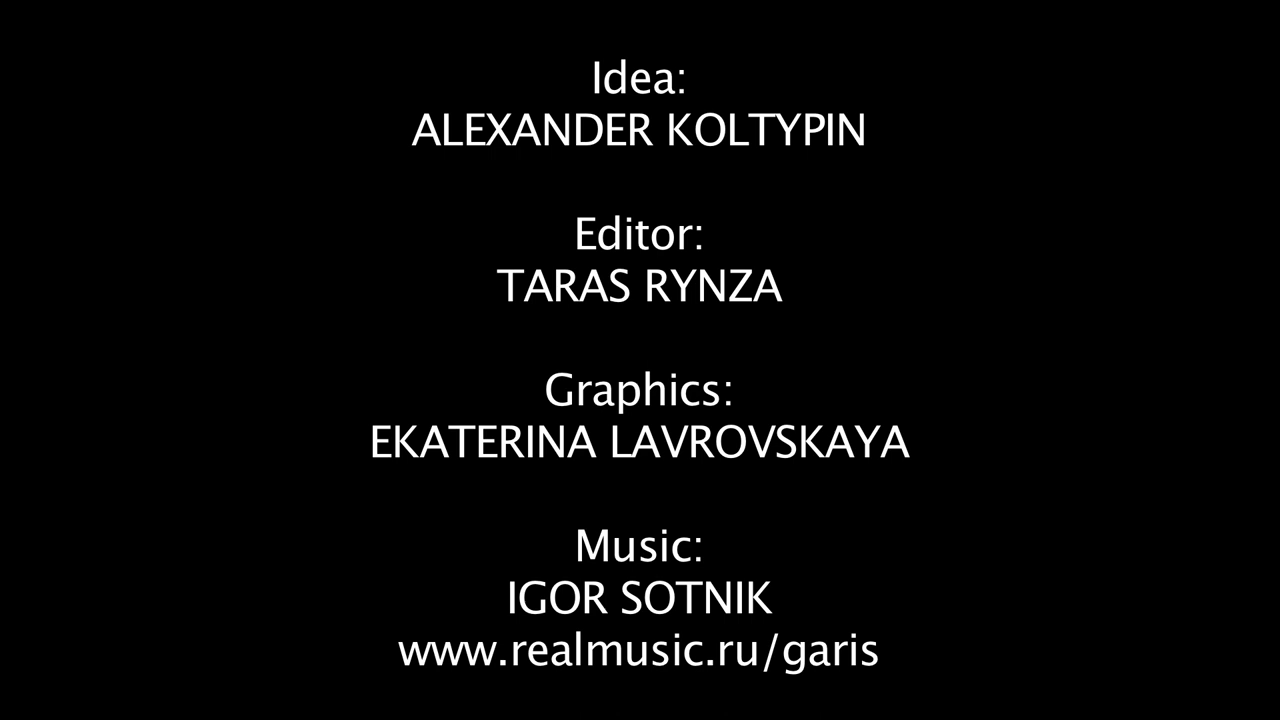 Idea:
ALEXANDER KOLTYPIN
Editor:
TARAS RYNZA
Graphics:
EKATERINA LAVROVSKAYA
Music:
IGOR SOTNIK
www.realmusic.ru/garis